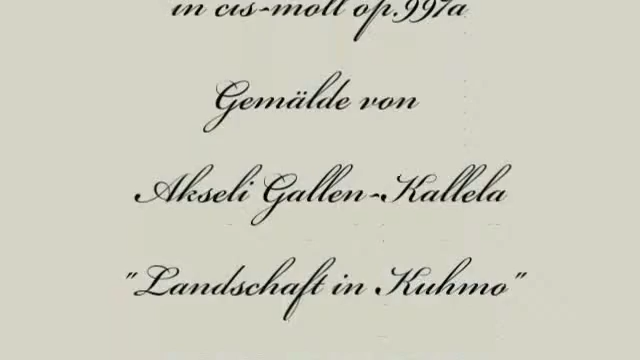 in cis-moll op.997a
Gemälde von
Akseli Gallen-Kallela
"Landschaft in Kuhmo"